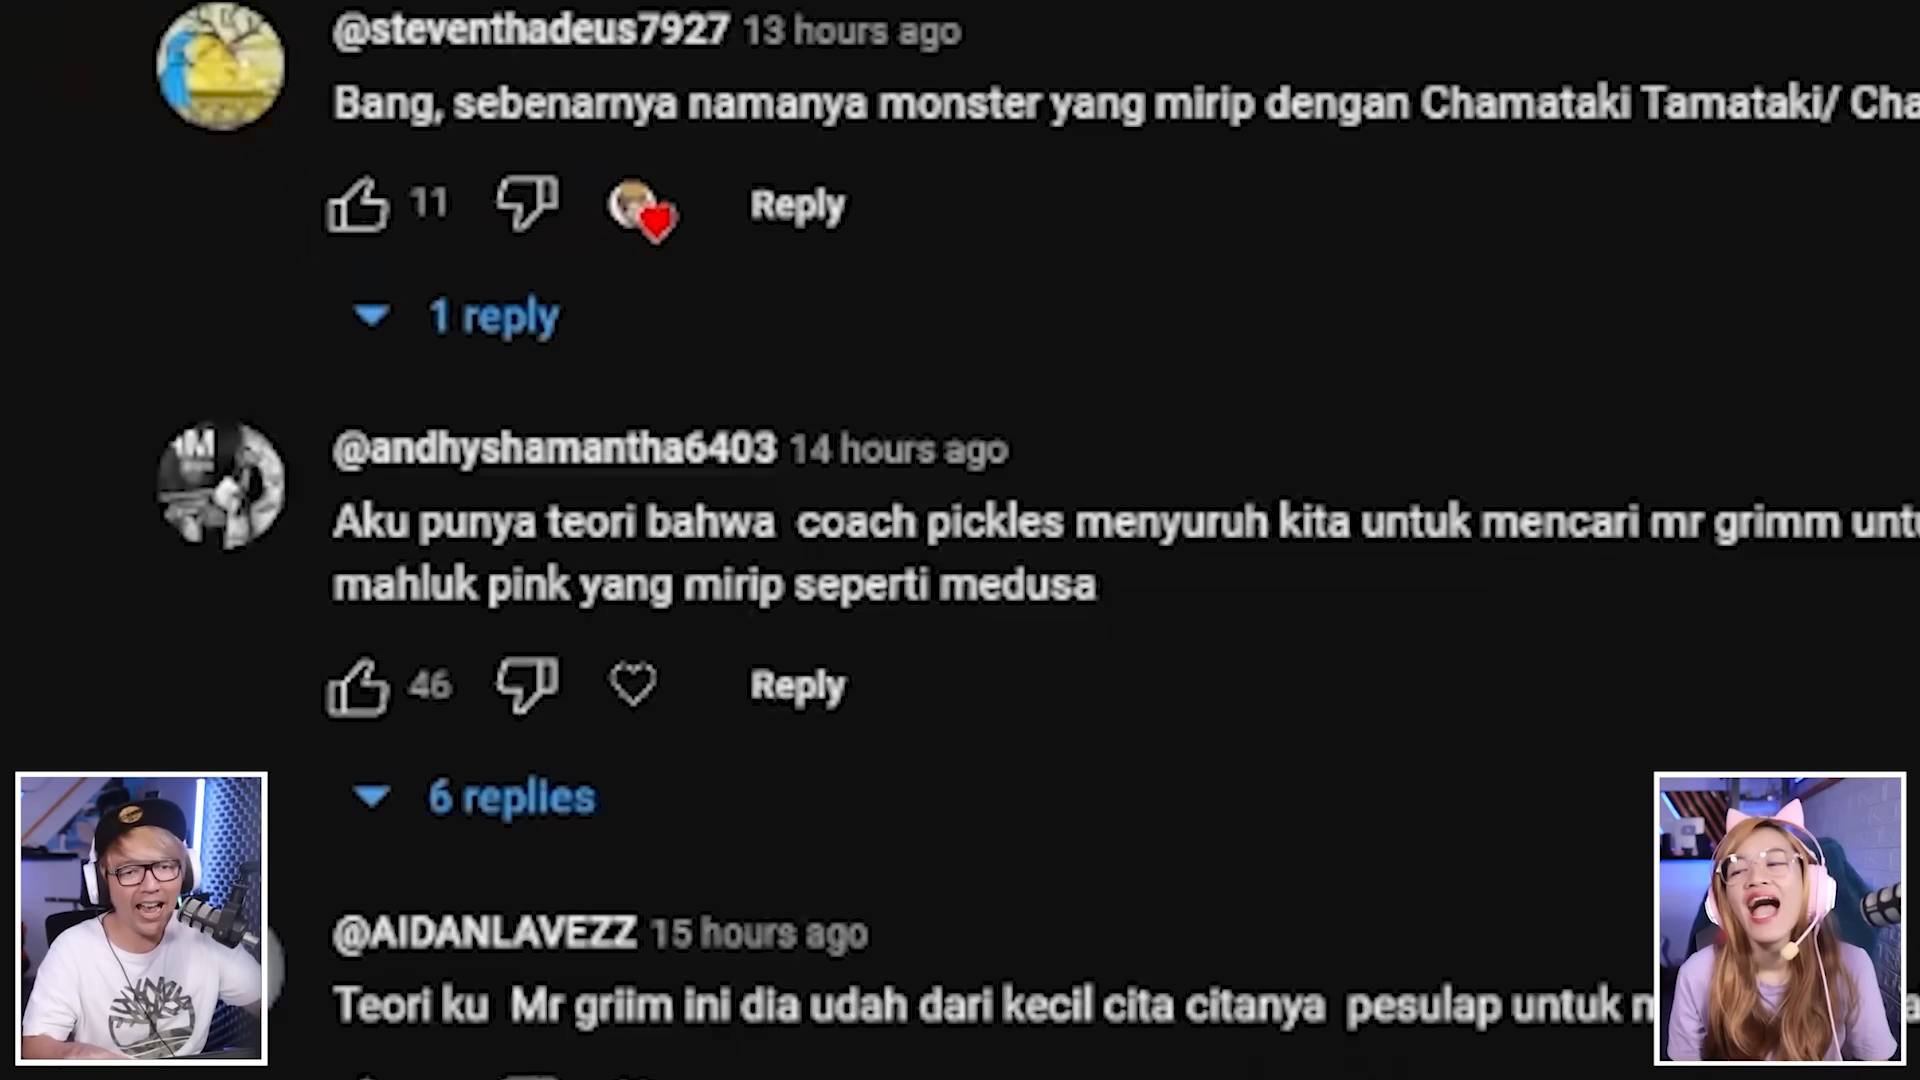 @steventhadeus7927 13 hours ago
Bang, sebenarnya namanya monster yang mirip dengan Chamataki Tamataki/ Cha
11 Reply
1 reply
@andhyshamantha6403 14 hours ago
Aku punya teori bahwa coach pickles menyuruh kita untuk mencari mr grimm untu
mahluk pink yang mirip seperti medusa
46 Reply
6 replies
@AIDANLAVEZZ 15 hours ago
Teori ku Mr griim ini dia udah dari kecil cita citanya pesulap untuk m